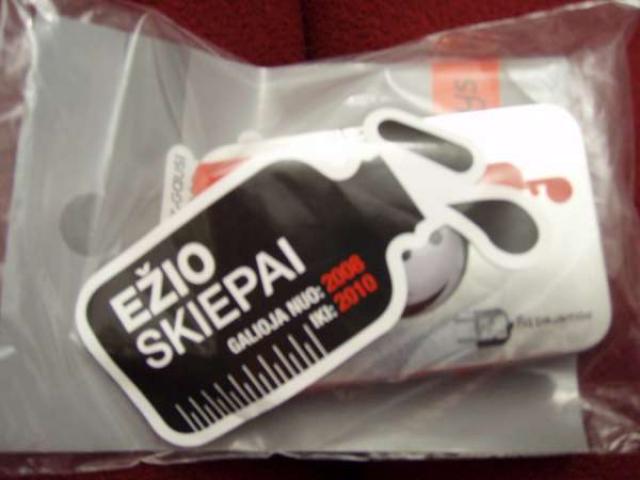 EŽIO
SKIEPAI
GALIOJA NUO: 2008
IKI: 2010